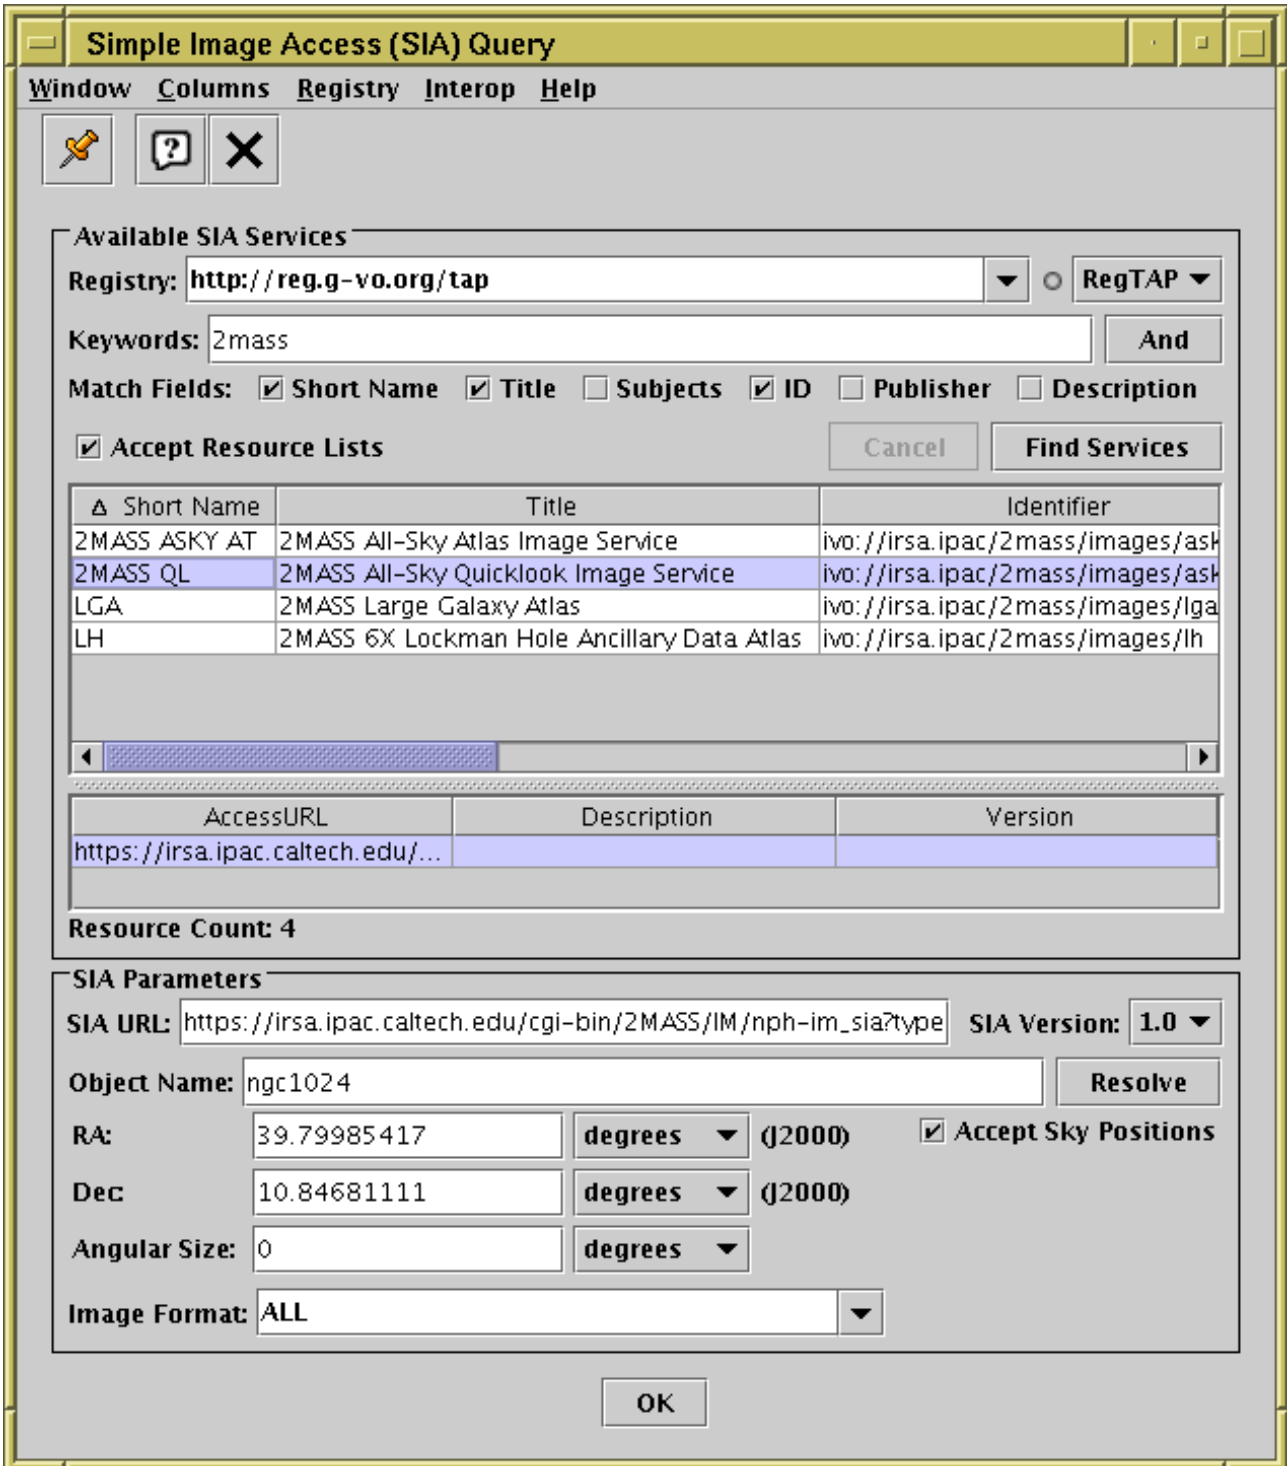 Simple Image Access (SIA) Query
Window Columns Registry Interop Help
Available SIA Services
Registry: http://reg.g-vo.org/tap RegTAP
Keywords: 2mass And
Match Fields: Short Name Title Subjects ID Publisher Description
Accept Resource Lists Cancel Find Services
Short Name Title Identifier
2MASS ASKY AT 2MASS All-Sky Atlas Image Service ivo://irsa.ipac/2mass/images/ask
2MASS QL 2MASS All-Sky Quicklook Image Service ivo://irsa.ipac/2mass/images/ask
LGA 2MASS Large Galaxy Atlas ivo://irsa.ipac/2mass/images/lga
LH 2MASS 6X Lockman Hole Ancillary Data Atlas ivo://irsa.ipac/2mass/images/lh
AccessURL Description Version
https://irsa.ipac.caltech.edu/...
Resource Count: 4
SIA Parameters
SIA URL: https://irsa.ipac.caltech.edu/cgi-bin/2MASS/IM/nph-im_sia?type SIA Version: 1.0
Object Name: ngc1024 Resolve
RA: 39.79985417 degrees (J2000) Accept Sky Positions
Dec: 10.84681111 degrees (J2000)
Angular Size: 0 degrees
Image Format: ALL
OK